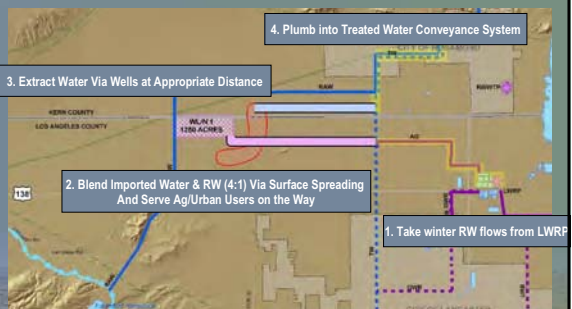 4. Plumb into Treated Water Conveyance System
3. Extract Water Via Wells at Appropriate Distance
RAW
KERN COUNTY
LOS ANGELES COUNTY
WL/N 1
1280 ACRES
AG
138
2. Blend Imported Water & RW (4:1) Via Surface Spreading
And Serve Ag/Urban Users on the Way
LWRP
1. Take winter RW flows from LWRP